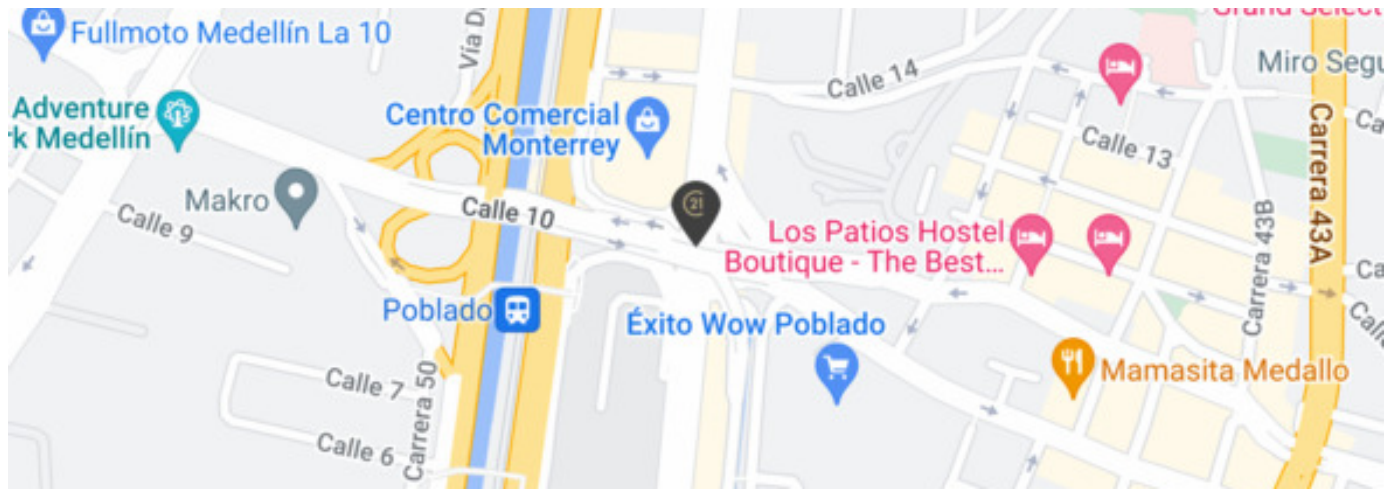 Fullmoto Medellín La 10
Vía D
Adventure
rk Medellín
Centro Comercial
Monterrey
Calle 14
Grand Select
Miro Segu
Calle 13
Carrera 43A
Ca
Makro
Calle 9
Calle 10
21
Los Patios Hostel
Boutique - The Best...
Carrera 43B
Ca
Calle
Poblado
Éxito Wow Poblado
Mamasita Medallo
Calle 7
Calle 6
Carrera 50